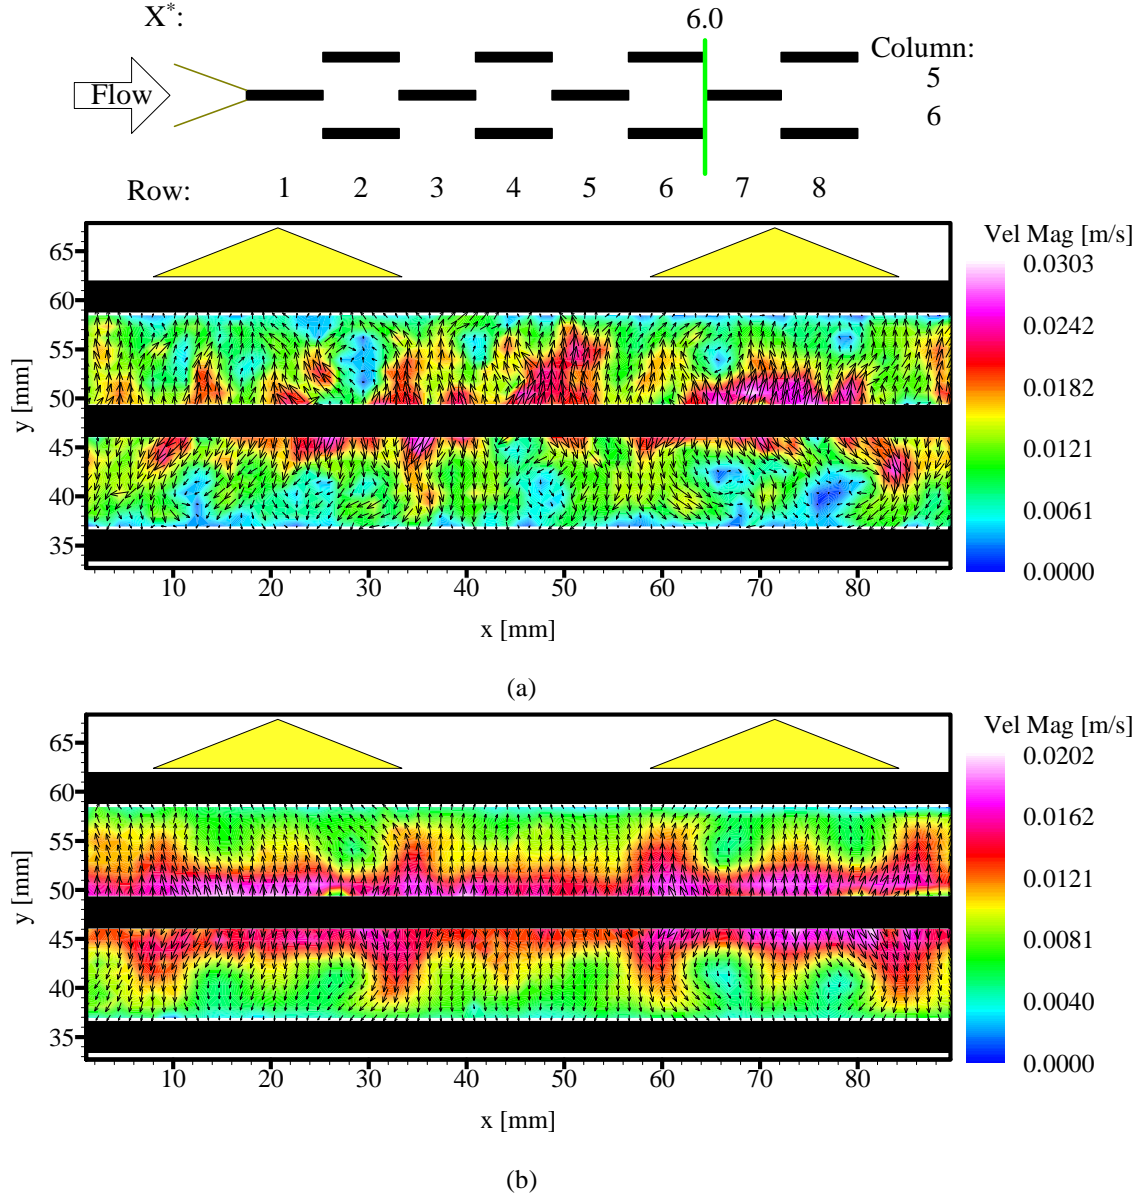 X*: 6.0
Column:
5
6
Flow
Row: 1 2 3 4 5 6 7 8
Vel Mag [m/s]
0.0303
0.0242
0.0182
0.0121
0.0061
0.0000
y [mm]
65
60
55
50
45
40
35
10 20 30 40 50 60 70 80
x [mm]
(a)
Vel Mag [m/s]
0.0202
0.0162
0.0121
0.0081
0.0040
0.0000
y [mm]
65
60
55
50
45
40
35
10 20 30 40 50 60 70 80
x [mm]
(b)